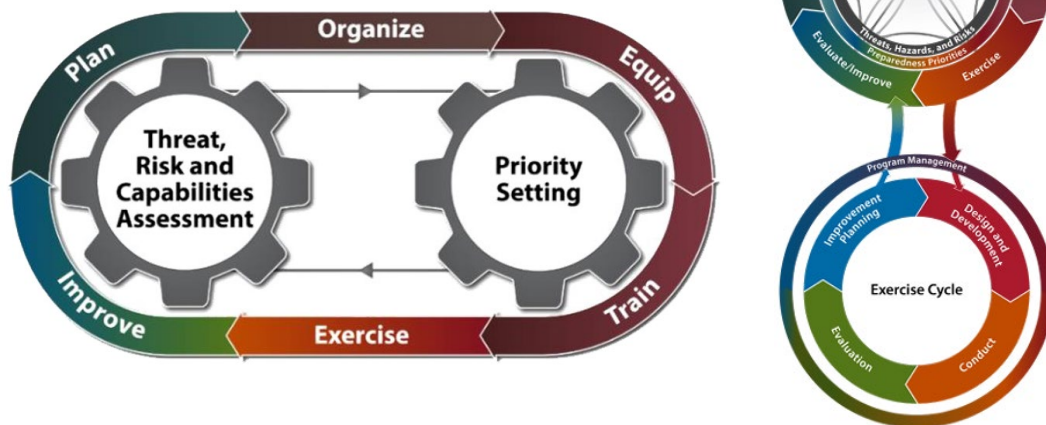 Plan
Organize
Equip
Train
Exercise
Improve
Threat,
Risk and
Capabilities
Assessment
Priority
Setting
Threats, Hazards, and Risks
Preparedness Priorities
Evaluate/Improve
Exercise
Program Management
Improvement
Planning
Design and
Development
Exercise Cycle
Evaluation
Conduct